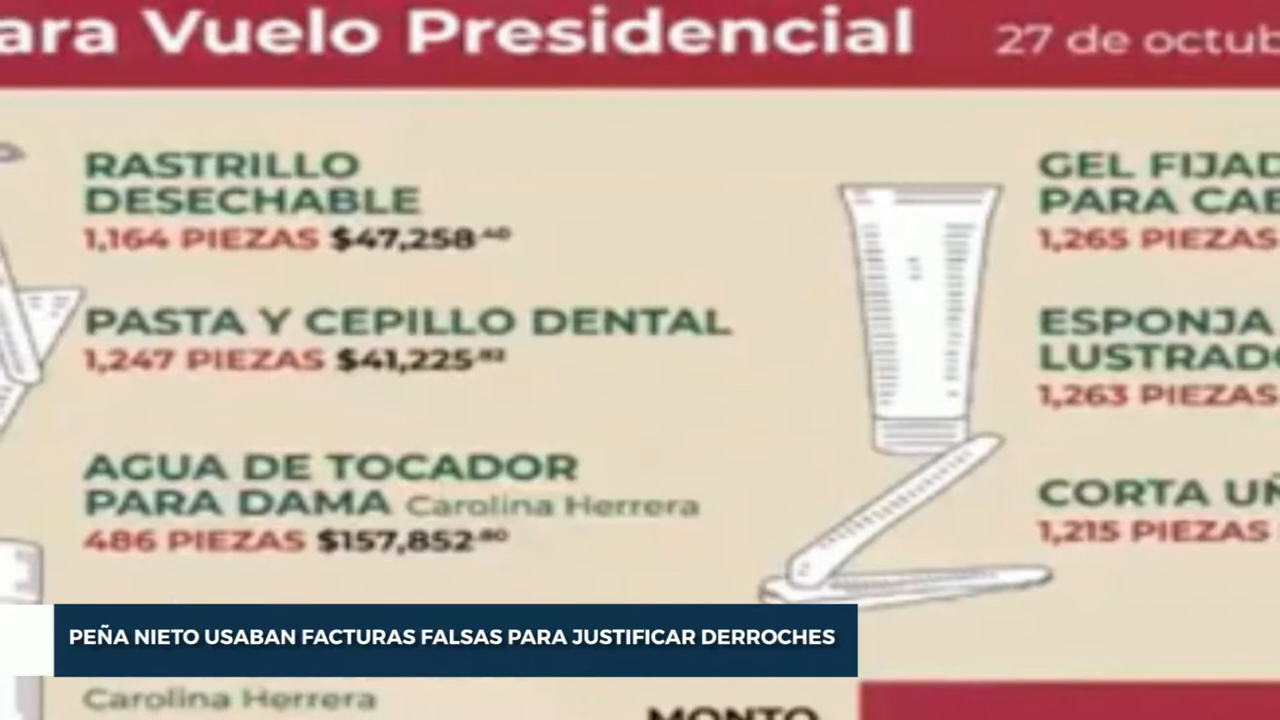 ara Vuelo Presidencial 27 de octub
RASTRILLO
DESECHABLE
1,164 PIEZAS $47,258.40
PASTA Y CEPILLO DENTAL
1,247 PIEZAS $41,225.82
AGUA DE TOCADOR
PARA DAMA Carolina Herrera
486 PIEZAS $157,852.80
GEL FIJAD
PARA CAB
1,265 PIEZAS
ESPONJA
LUSTRADO
1,263 PIEZAS
CORTA UÑ
1,215 PIEZAS
PEÑA NIETO USABAN FACTURAS FALSAS PARA JUSTIFICAR DERROCHES
Carolina Herrera
MONTO